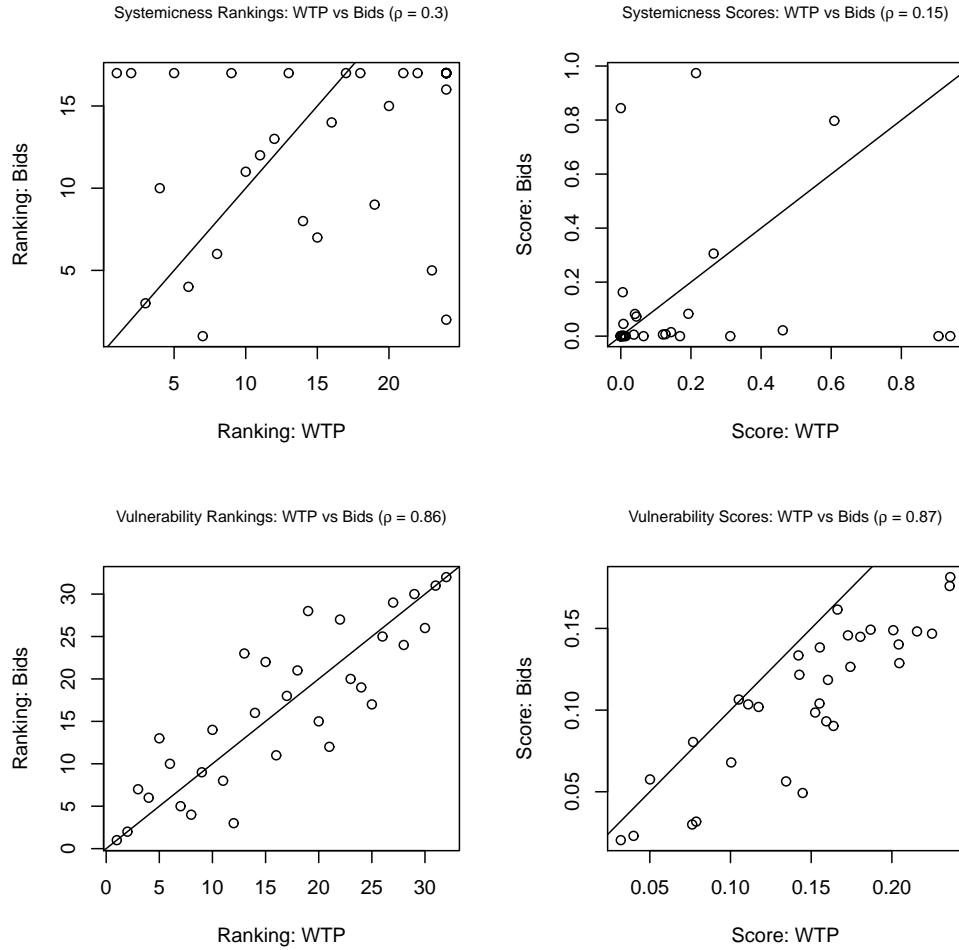 Systemicness Rankings: WTP vs Bids (ρ = 0.3)
Ranking: Bids
15
10
5
5 10 15 20
Ranking: WTP
Systemicness Scores: WTP vs Bids (ρ = 0.15)
Score: Bids
1.0
0.8
0.6
0.4
0.2
0.0
0.0 0.2 0.4 0.6 0.8
Score: WTP
Vulnerability Rankings: WTP vs Bids (ρ = 0.86)
Ranking: Bids
30
25
20
15
10
5
0
0 5 10 15 20 25 30
Ranking: WTP
Vulnerability Scores: WTP vs Bids (ρ = 0.87)
Score: Bids
0.15
0.10
0.05
0.05 0.10 0.15 0.20
Score: WTP